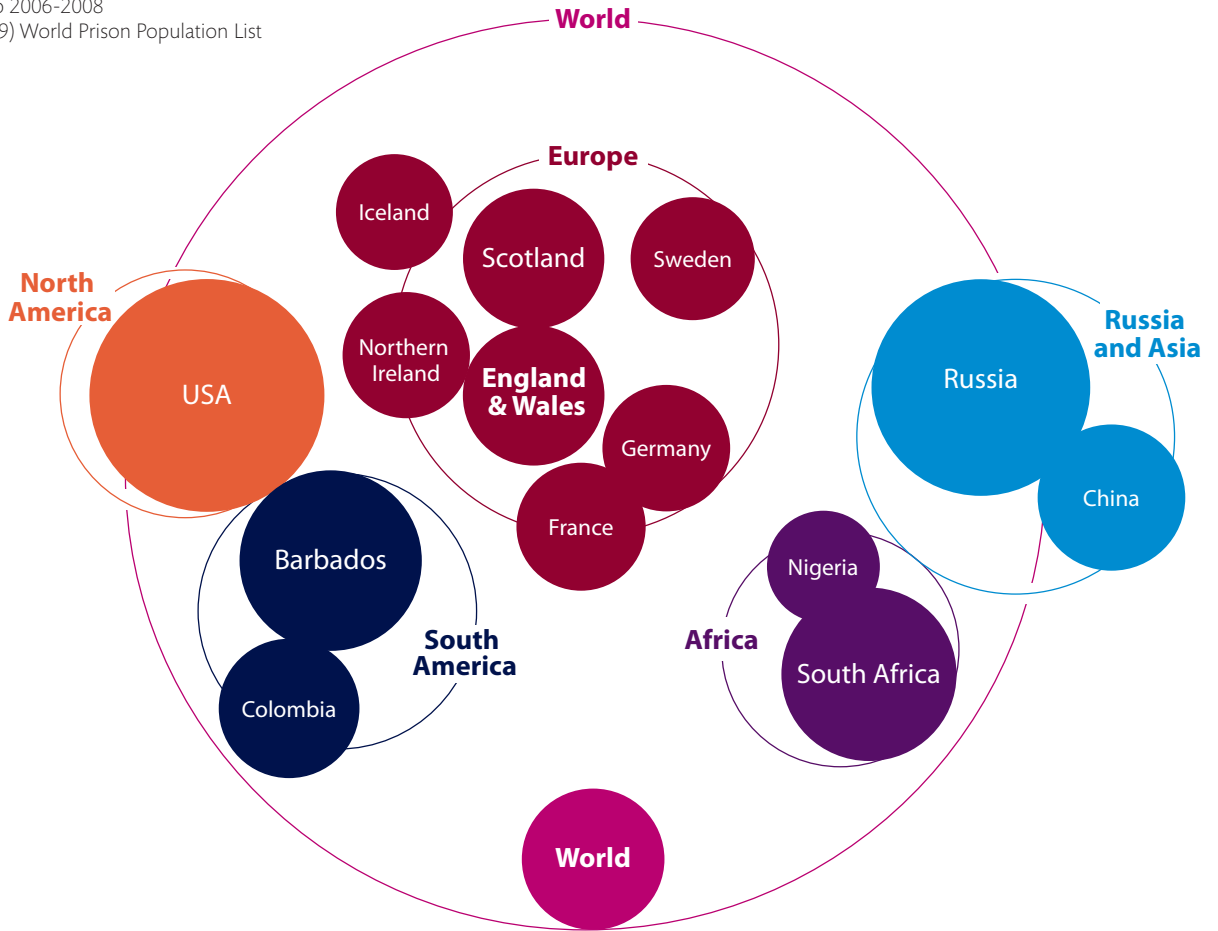 2006-2008
World Prison Population List
World
Europe
Iceland
Scotland
Sweden
North
America
Northern
Ireland
England
& Wales
USA
Russia
Russia
and Asia
Germany
China
France
Barbados
Nigeria
South
America
Africa
South Africa
Colombia
World